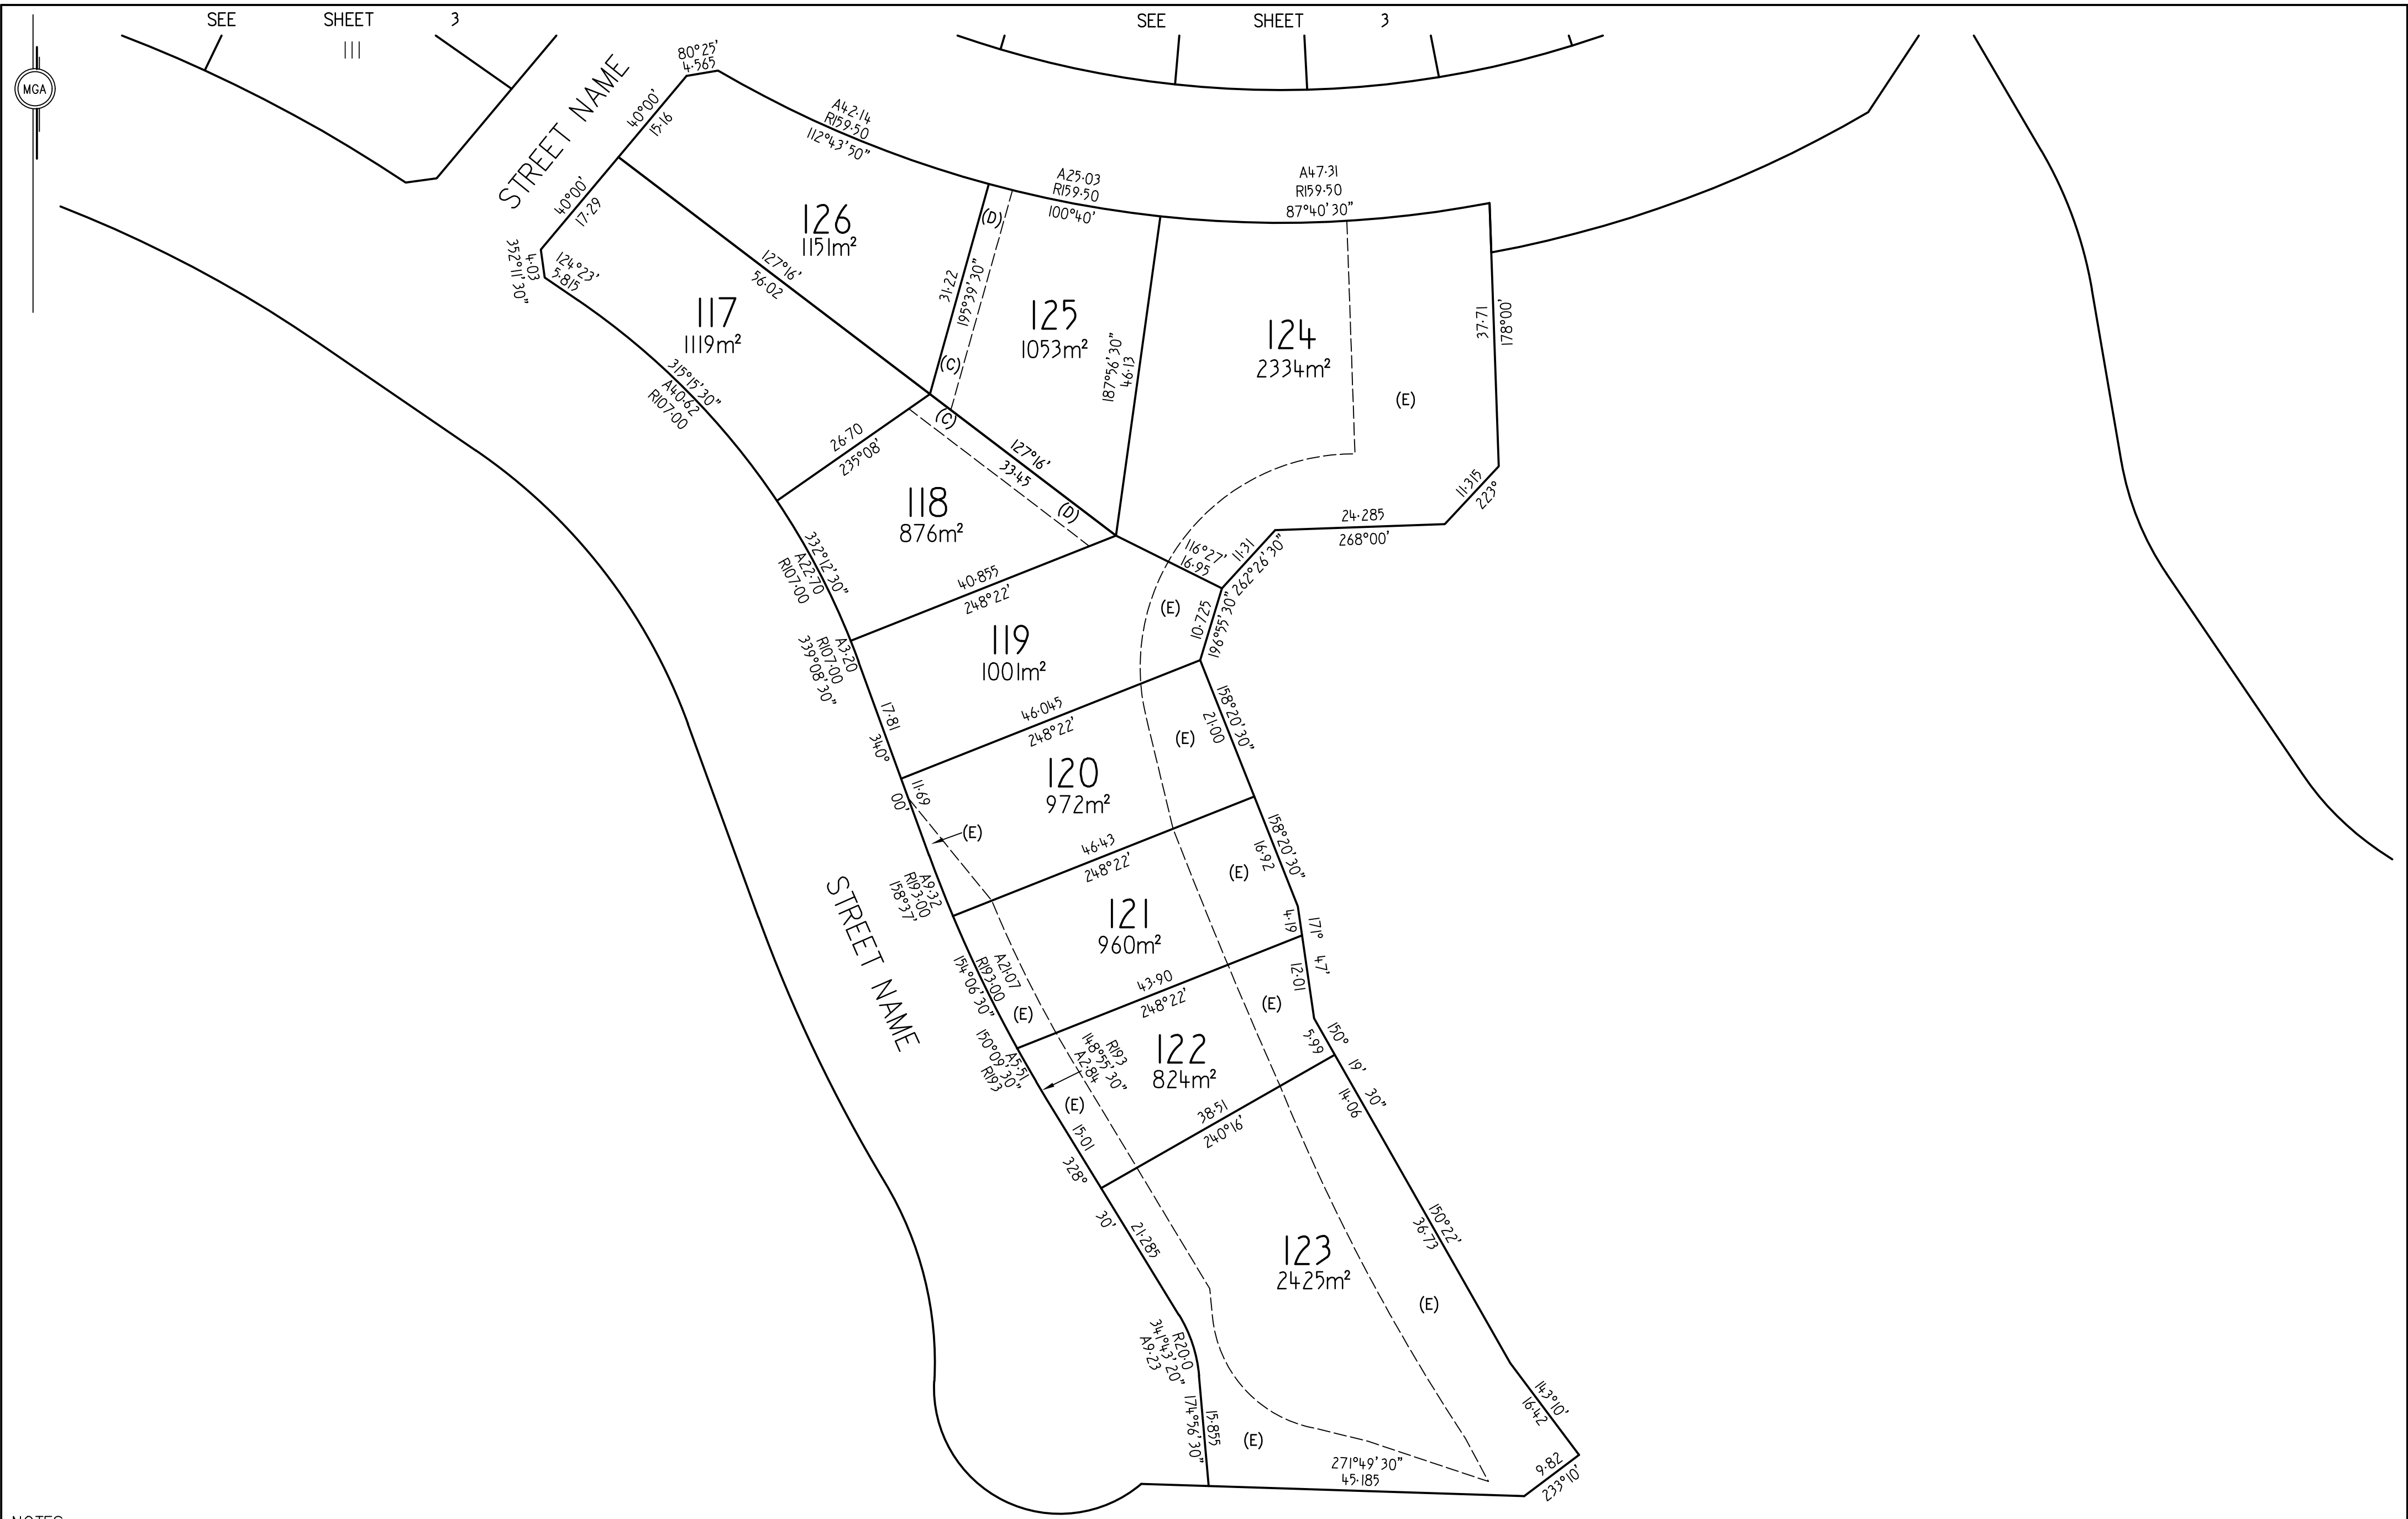 SEE SHEET 3
SEE SHEET 3
|||
MGA
STREET NAME
80°25'
4·565
40°00'
15·16
40°00'
17·29
352°11'30"
4·03
124°23'
5·815
A42·14
R159·50
112°43'50"
126
1151m²
127°16'
56·02
117
1119m²
315°15'30"
A40·62
R107·00
(D)
31·22
195°39'30"
(C)
A25·03
R159·50
100°40'
125
1053m²
187°56'30"
46·13
A47·31
R159·50
87°40'30"
124
2334m²
(E)
37·71
178°00'
11·315
223°
24·285
268°00'
11·31
262°26'30"
116°27'
16·95
(C)
127°16'
33·45
(D)
26·70
235°08'
118
876m²
332°12'30"
A22·70
R107·00
40·855
248°22'
119
1001m²
(E)
10·725
196°55'30"
A3·20
R107·00
339°08'30"
17·81
340°
00'
46·045
248°22'
120
972m²
(E)
158°20'30"
21·00
11·69
(E)
A9·32
R193·00
158°37'
46·43
248°22'
121
960m²
(E)
158°20'30"
16·92
4·19
171°
47'
12·01
A21·07
R193·00
154°06'30"
(E)
43·90
248°22'
STREET NAME
122
824m²
(E)
150°
19'
30"
5·99
14·06
A5·51
150°09'30"
R193
R193
148°55'30"
A2·84
(E)
15·01
328°
30'
38·51
240°16'
21·285
123
2425m²
(E)
150°22'
36·73
R20·0
341°43'20"
A9·23
174°56'30"
15·855
(E)
271°49'30"
45·185
143°10'
16·42
9·82
233°10'
NOTES